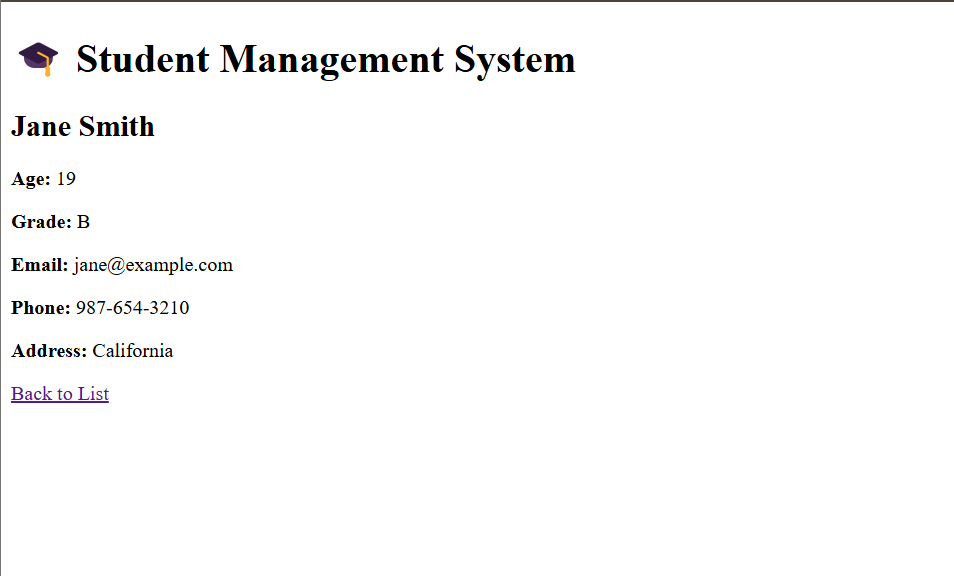 Student Management System
Jane Smith
Age: 19
Grade: B
Email: jane@example.com
Phone: 987-654-3210
Address: California
Back to List